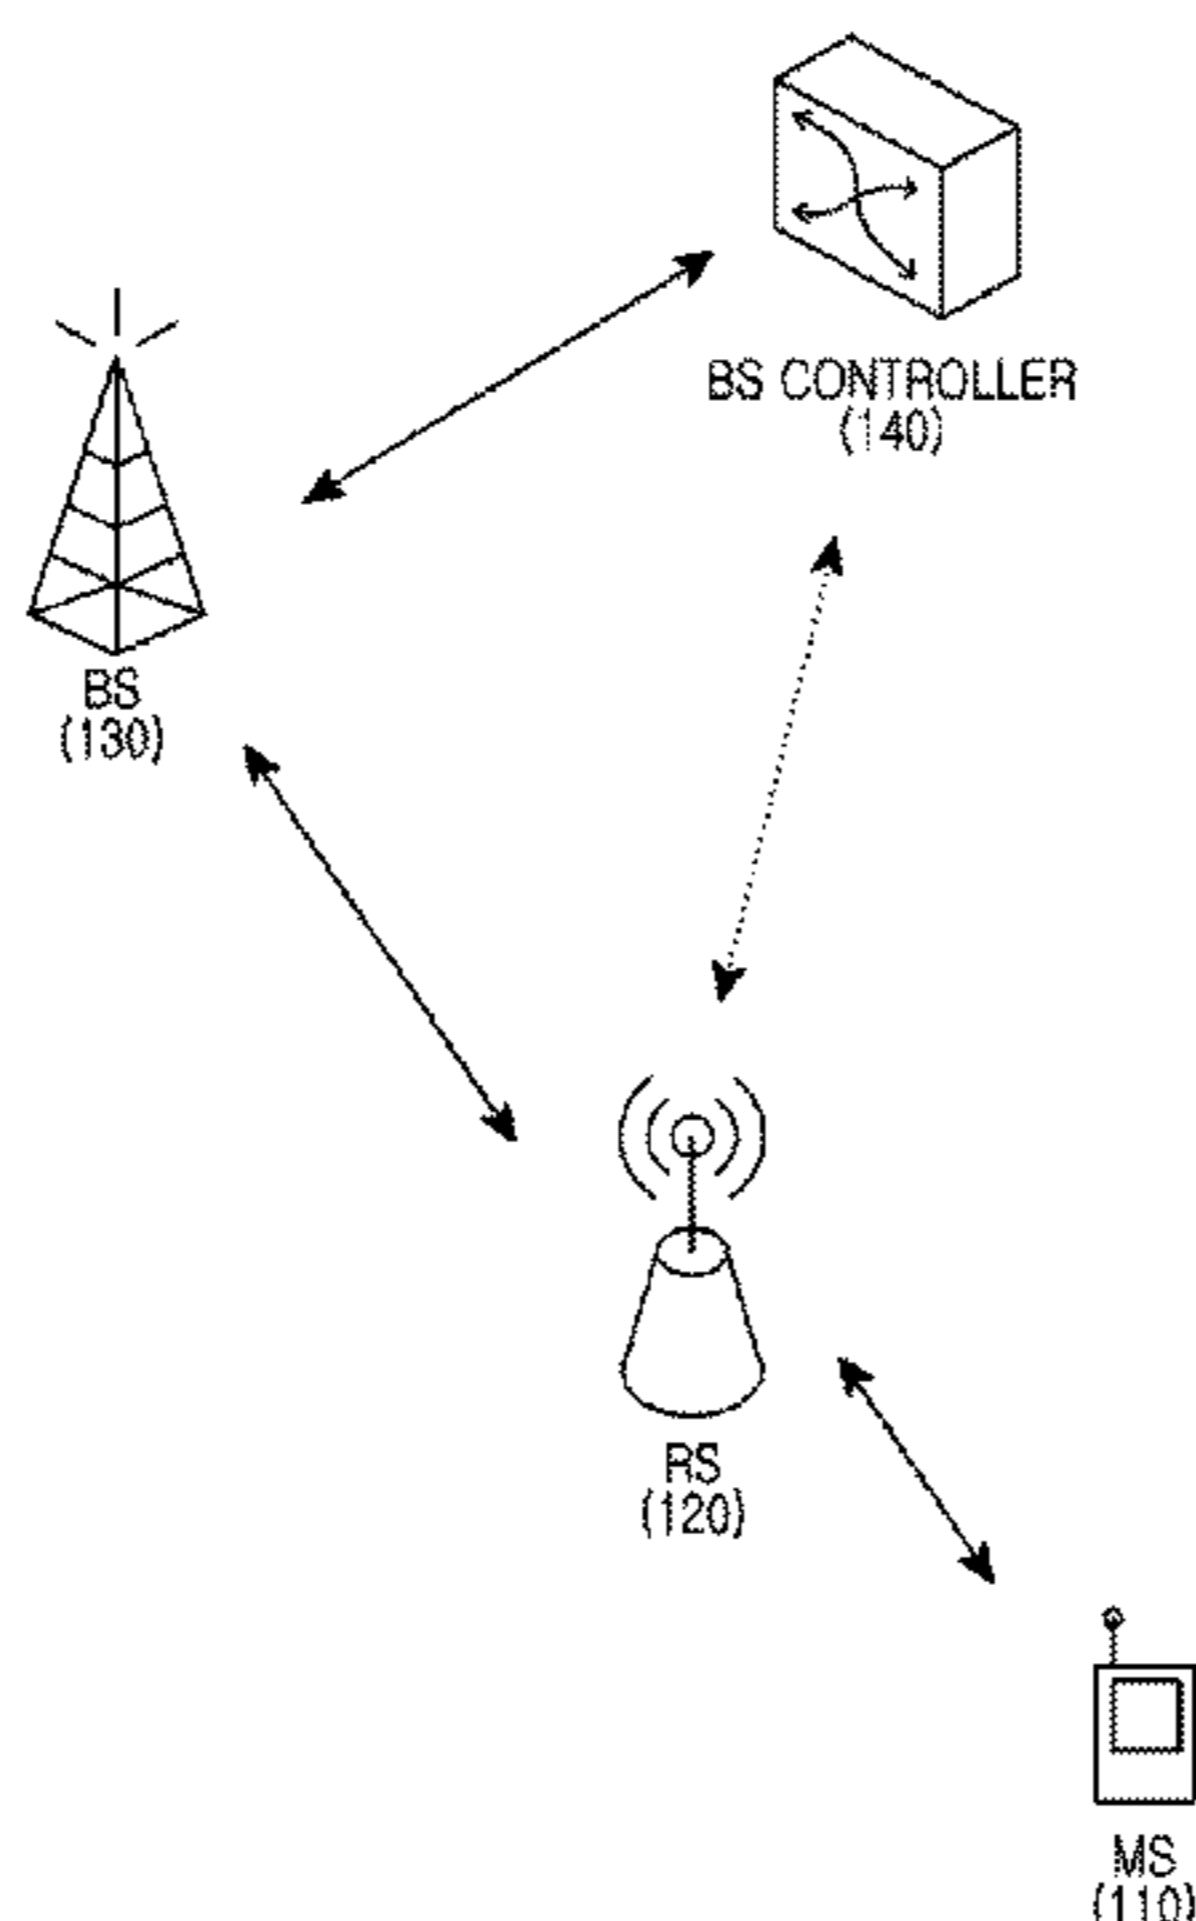 BS CONTROLLER
(140)
BS
(130)
RS
(120)
MS
(110)